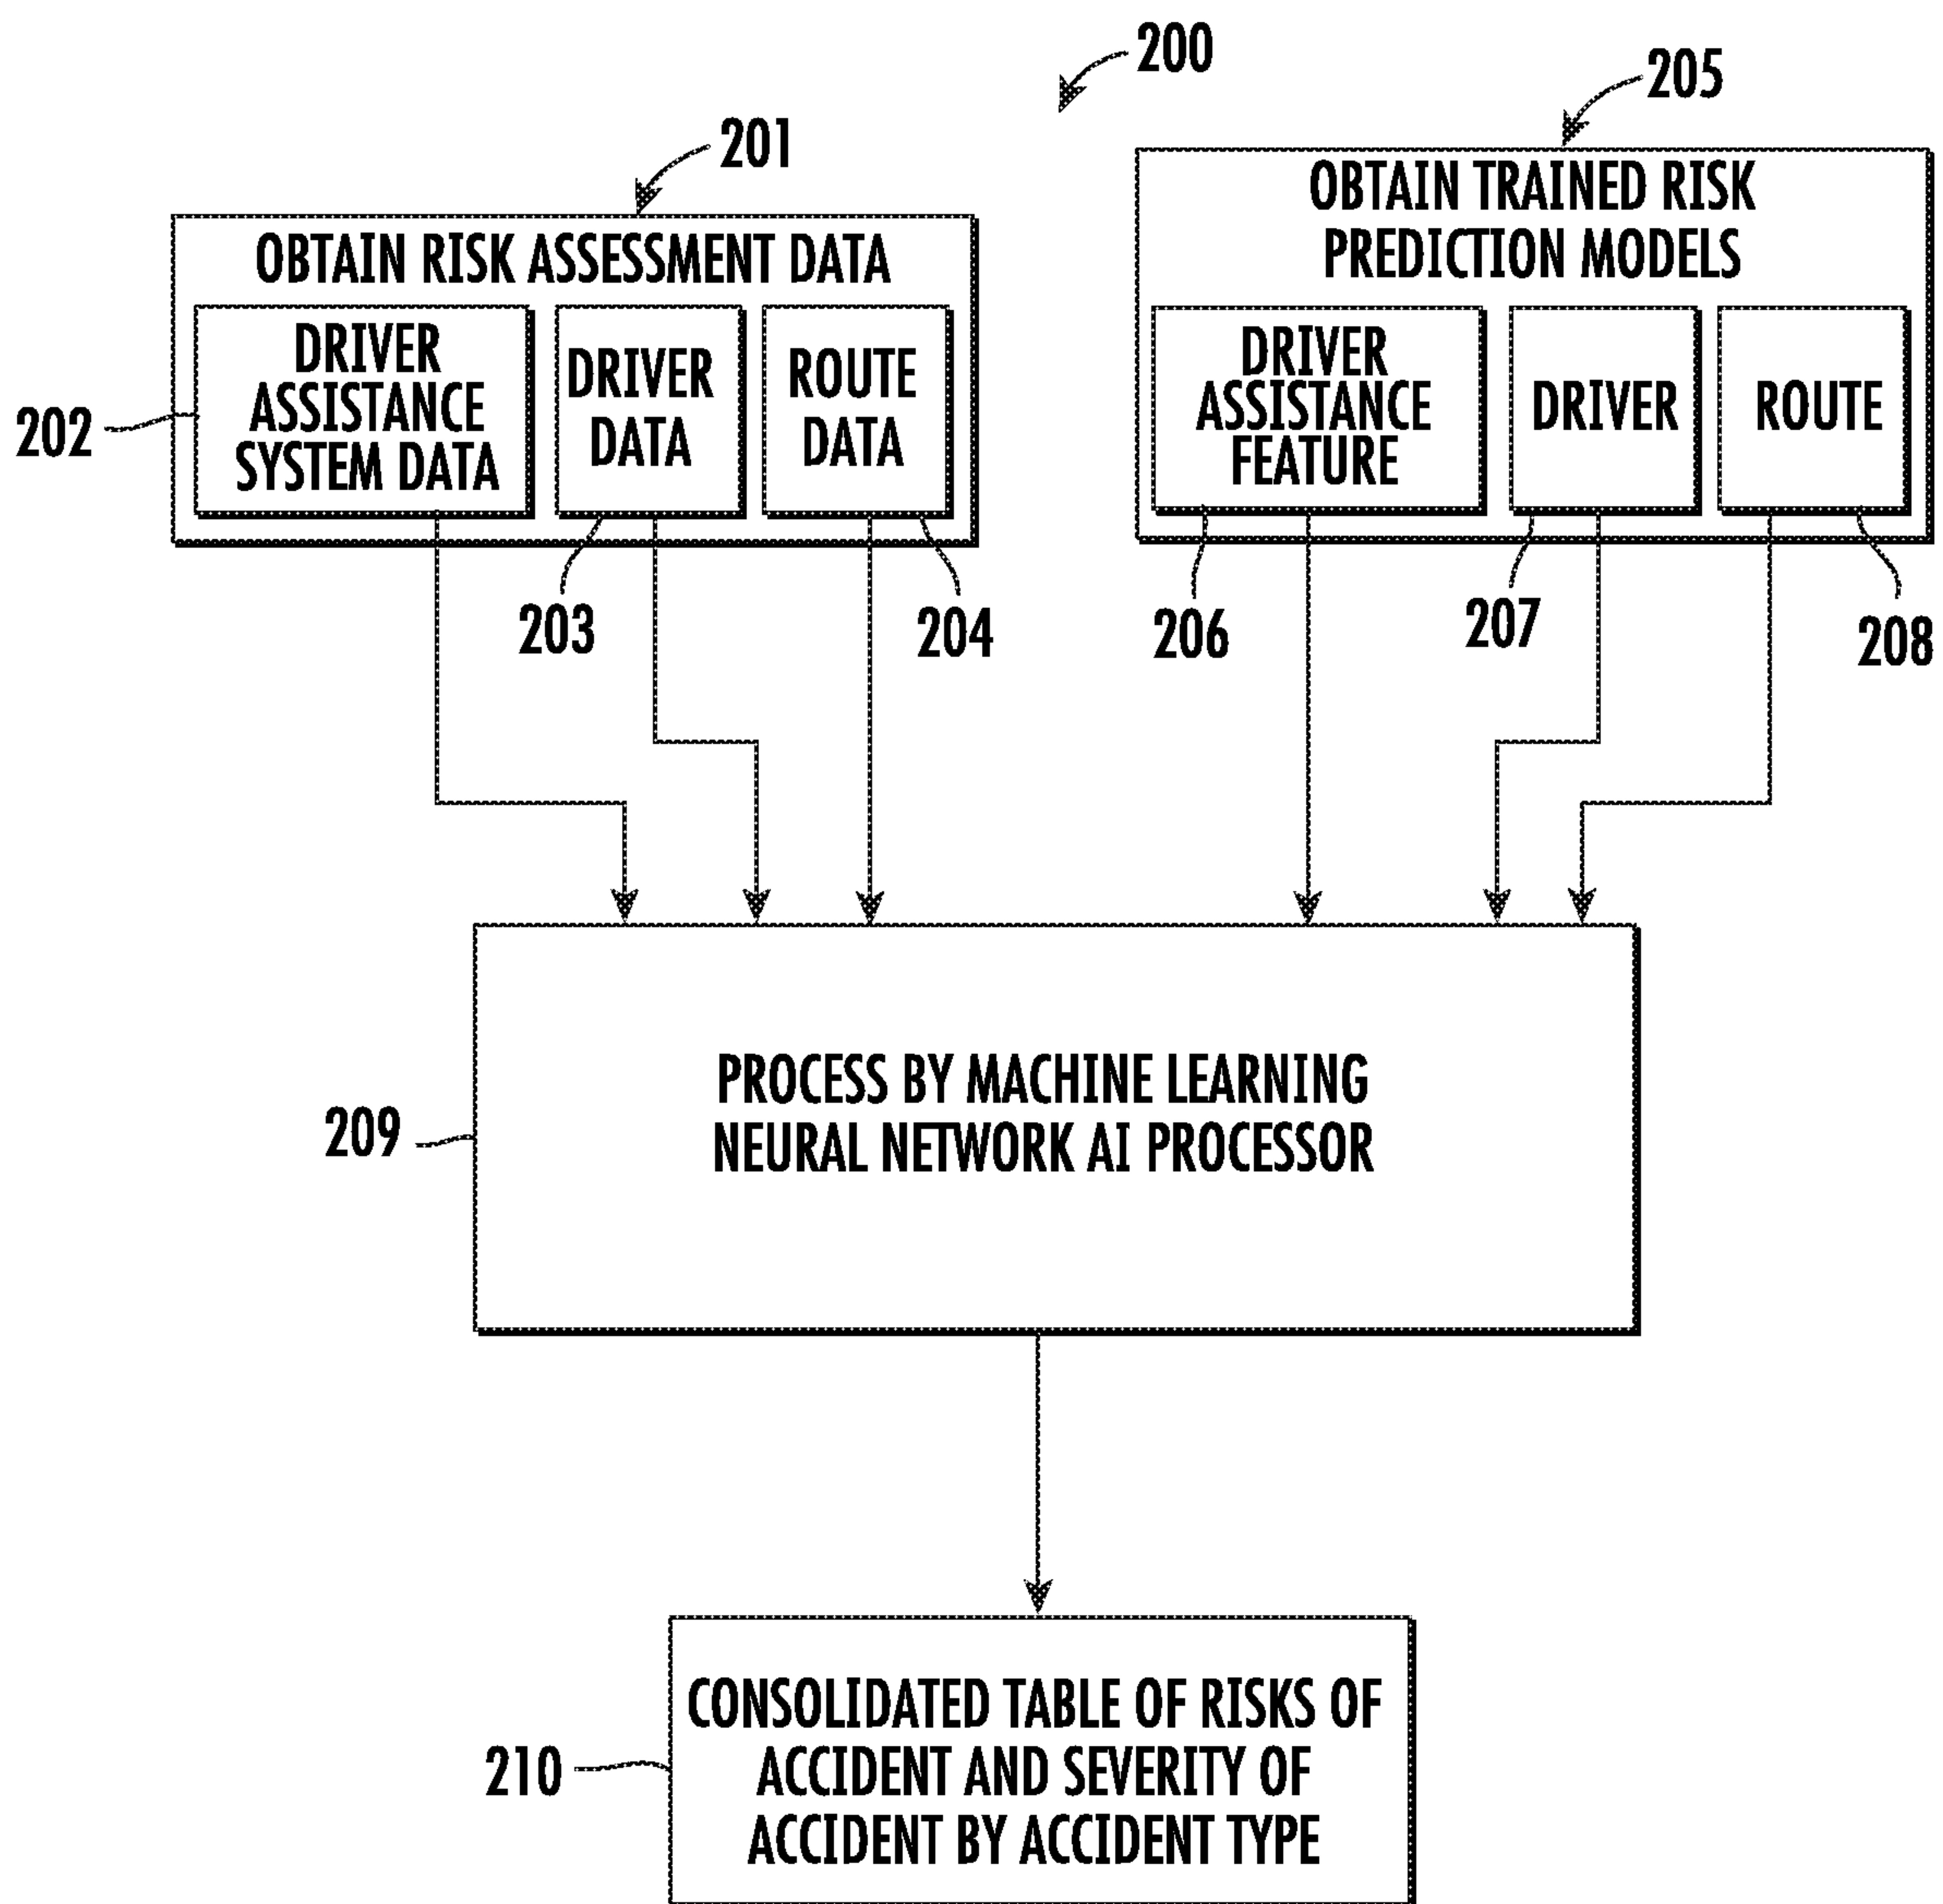 200
201
OBTAIN RISK ASSESSMENT DATA
202
DRIVER
ASSISTANCE
SYSTEM DATA
DRIVER
DATA
203
ROUTE
DATA
204
205
OBTAIN TRAINED RISK
PREDICTION MODELS
DRIVER
ASSISTANCE
FEATURE
206
DRIVER
207
ROUTE
208
209
PROCESS BY MACHINE LEARNING
NEURAL NETWORK AI PROCESSOR
210
CONSOLIDATED TABLE OF RISKS OF
ACCIDENT AND SEVERITY OF
ACCIDENT BY ACCIDENT TYPE